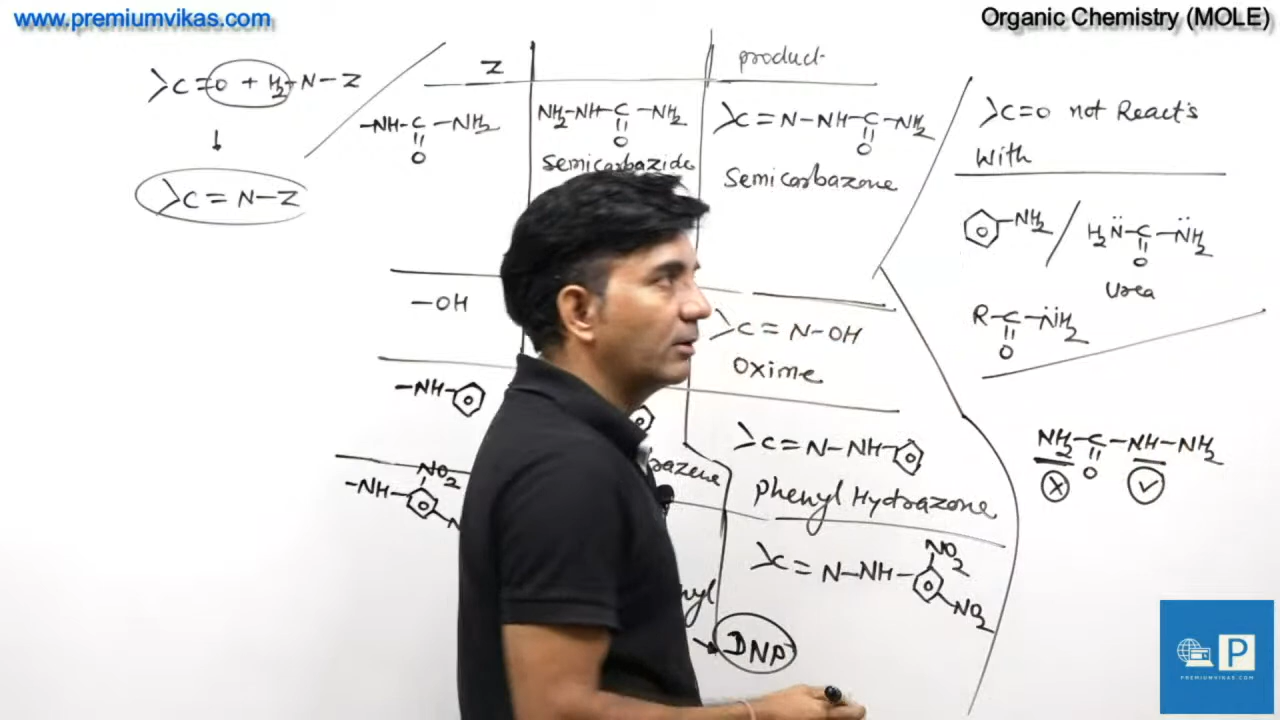 www.premiumvikas.com
Organic Chemistry (MOLE)
>C=O + H2-N-Z
↓
>C=N-Z
Z
product
-NH-C-NH2
||
O
NH2-NH-C-NH2
||
O
Semicarbazide
>C=N-NH-C-NH2
||
O
Semicarbazone
-OH
>C=N-OH
Oxime
-NH-
>C=N-NH-
Phenyl Hydrazone
NO2
-NH-
>C=N-NH-
NO2
NO2
→ DNP
>C=O not React's
With
-NH2 /
H2N̈-C-N̈H2
||
O
Urea
R-C-N̈H2
||
O
NH2-C-NH-NH2
||
O
x ✓
P
PREMIUMVIKAS.COM